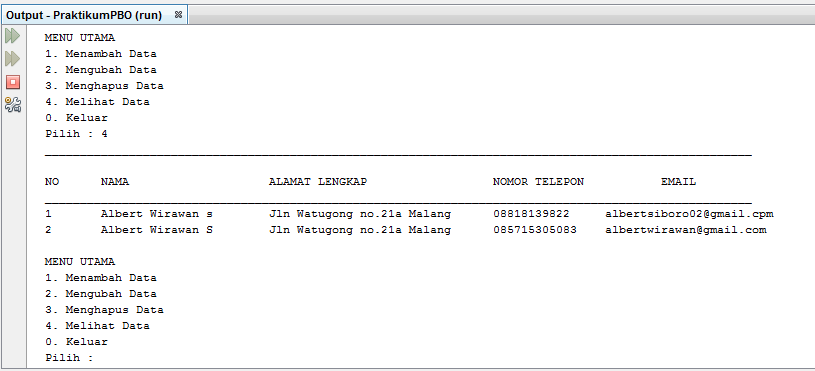 Output - PraktikumPBO (run)
MENU UTAMA
1. Menambah Data
2. Mengubah Data
3. Menghapus Data
4. Melihat Data
0. Keluar
Pilih : 4
NO NAMA ALAMAT LENGKAP NOMOR TELEPON EMAIL
1 Albert Wirawan s Jln Watugong no.21a Malang 08818139822 albertsiboro02@gmail.cpm
2 Albert Wirawan S Jln Watugong no.21a Malang 085715305083 albertwirawan@gmail.com
MENU UTAMA
1. Menambah Data
2. Mengubah Data
3. Menghapus Data
4. Melihat Data
0. Keluar
Pilih :